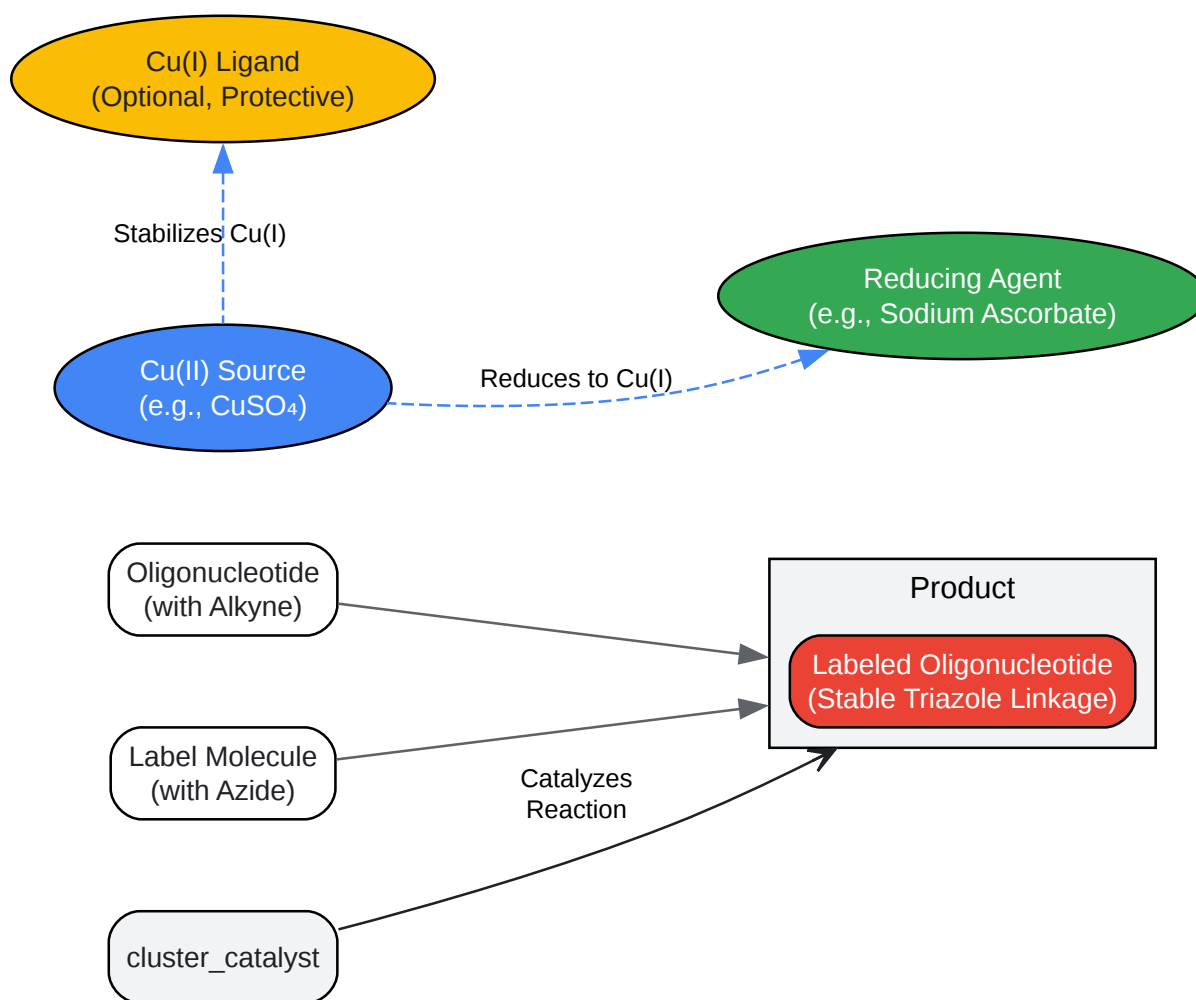 Cu(I) Ligand
(Optional, Protective)
Stabilizes Cu(I)
Reducing Agent
(e.g., Sodium Ascorbate)
Cu(II) Source
(e.g., CuSO₄)
Reduces to Cu(I)
Oligonucleotide
(with Alkyne)
Product
Labeled Oligonucleotide
(Stable Triazole Linkage)
Label Molecule
(with Azide)
Catalyzes
Reaction
cluster_catalyst